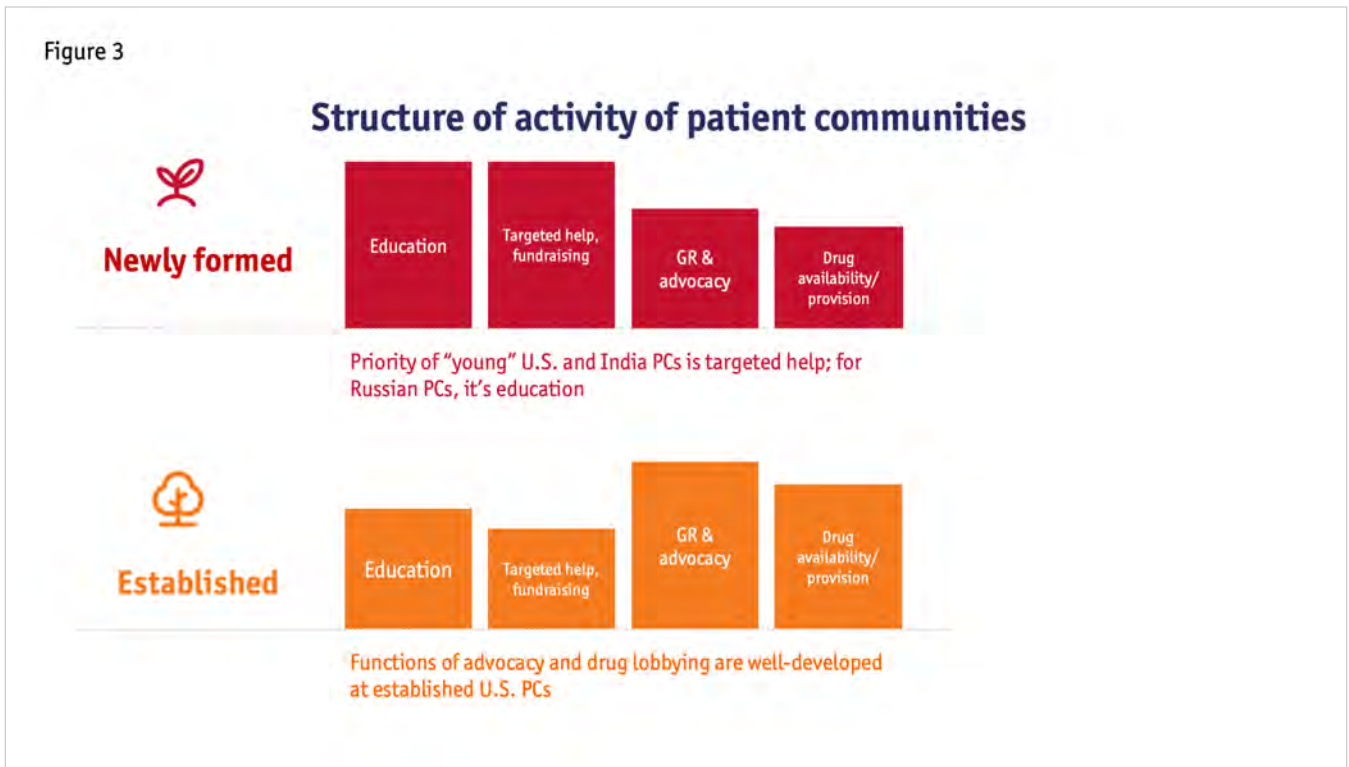 Figure 3
Structure of activity of patient communities
Newly formed
Education
Targeted help,
fundraising
GR &
advocacy
Drug
availability/
provision
Priority of “young” U.S. and India PCs is targeted help; for
Russian PCs, it’s education
Established
Education
Targeted help,
fundraising
GR &
advocacy
Drug
availability/
provision
Functions of advocacy and drug lobbying are well-developed
at established U.S. PCs